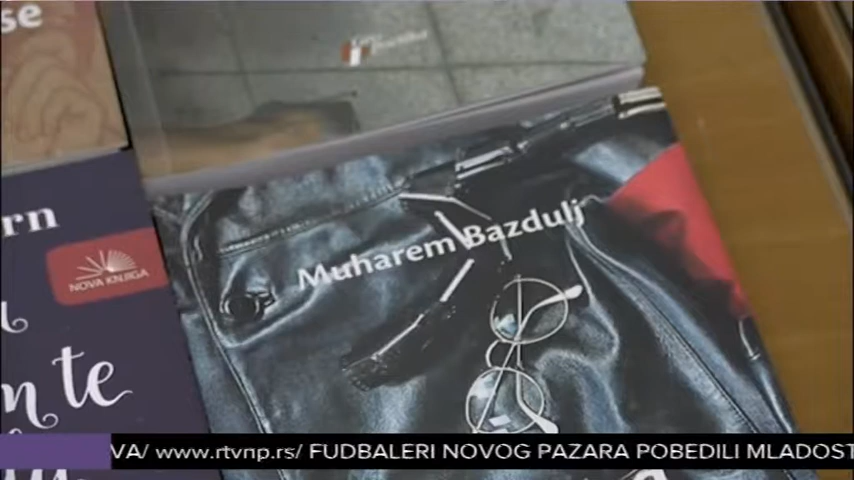 se
rn
NOVA KNJIGA
Muharem Bazdulj
te
VA/ www.rtvnp.rs/ FUDBALERI NOVOG PAZARA POBEDILI MLADOST